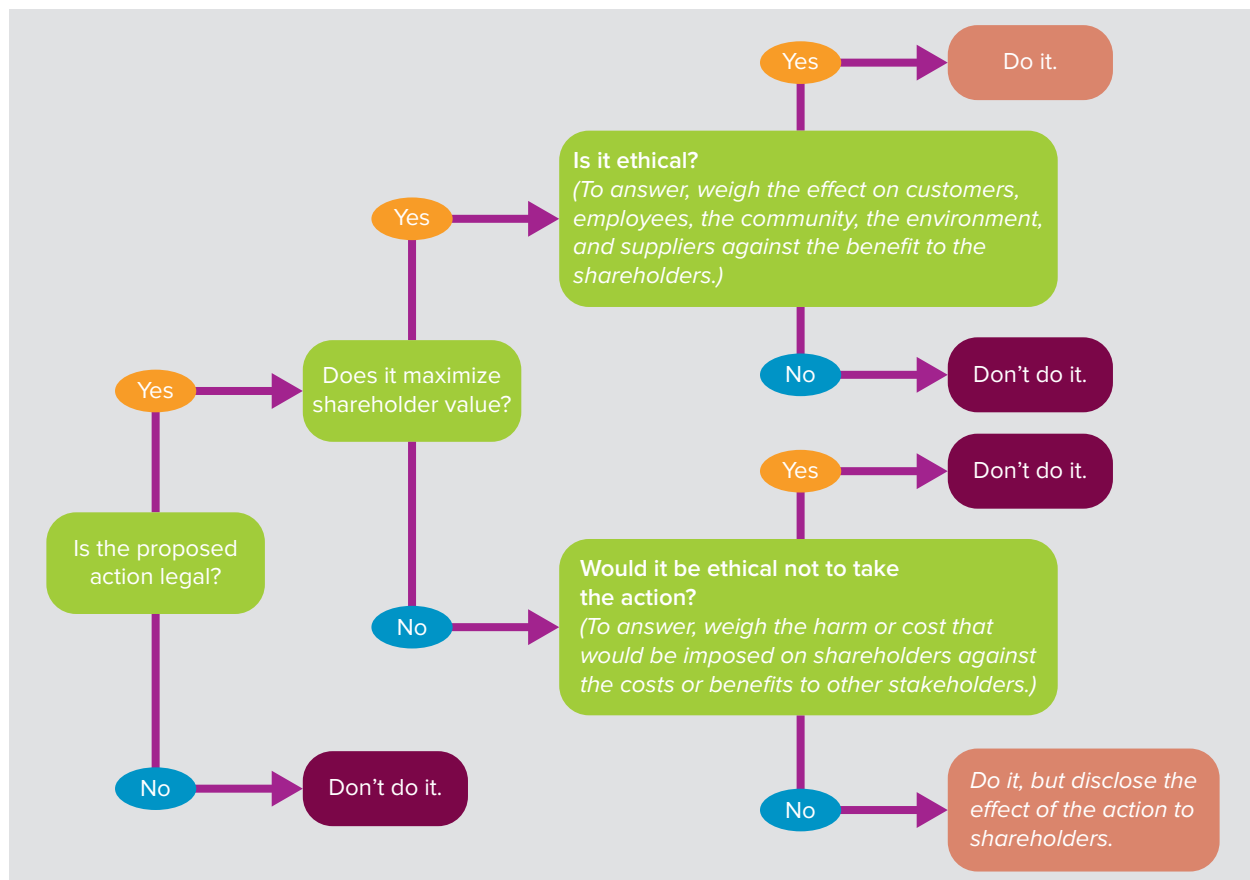 Is the proposed
action legal?
Yes
Does it maximize
shareholder value?
Yes
Is it ethical?
(To answer, weigh the effect on customers,
employees, the community, the environment,
and suppliers against the benefit to the
shareholders.)
Yes
Do it.
No
Don't do it.
No
Would it be ethical not to take
the action?
(To answer, weigh the harm or cost that
would be imposed on shareholders against
the costs or benefits to other stakeholders.)
Yes
Don't do it.
No
Do it, but disclose the
effect of the action to
shareholders.
No
Don't do it.